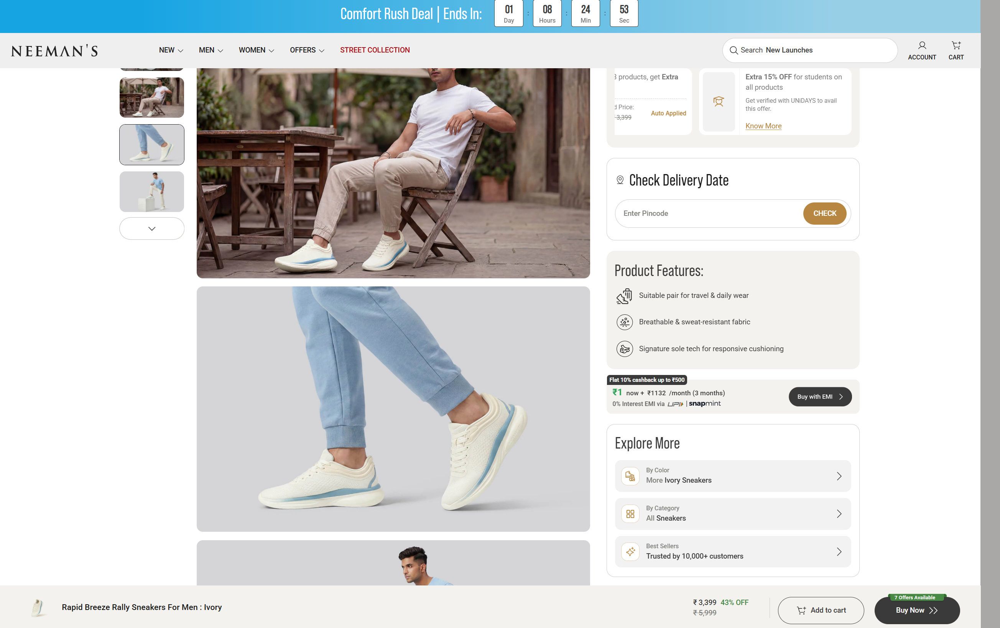 Comfort Rush Deal | Ends In:
01 Day : 08 Hours : 24 Min : 53 Sec
NEEMAN'S
NEW
MEN
WOMEN
OFFERS
STREET COLLECTION
Search New Launches
ACCOUNT
CART
products, get Extra
Price:
3,399
Auto Applied
Extra 15% OFF for students on
all products
Get verified with UNiDAYS to avail
this offer.
Know More
Check Delivery Date
Enter Pincode
CHECK
Product Features:
Suitable pair for travel & daily wear
Breathable & sweat-resistant fabric
Signature sole tech for responsive cushioning
Flat 10% cashback up to ₹500
₹1 now + ₹1132 /month (3 months)
0% Interest EMI via UPI | snapmint
Buy with EMI
Explore More
By Color
More Ivory Sneakers
By Category
All Sneakers
Best Sellers
Trusted by 10,000+ customers
Rapid Breeze Rally Sneakers For Men : Ivory
₹ 3,399 43% OFF
₹ 5,999
Add to cart
7 Offers Available
Buy Now